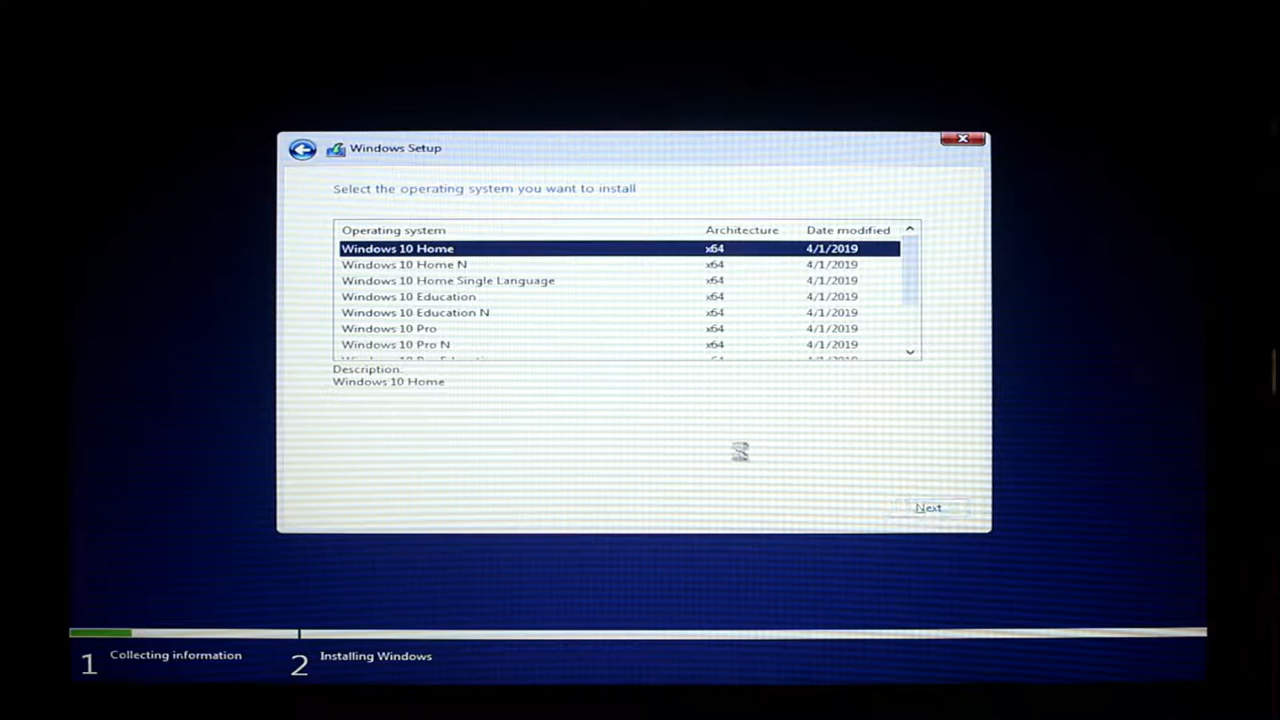 Windows Setup
Select the operating system you want to install
Operating system Architecture Date modified
Windows 10 Home x64 4/1/2019
Windows 10 Home N x64 4/1/2019
Windows 10 Home Single Language x64 4/1/2019
Windows 10 Education x64 4/1/2019
Windows 10 Education N x64 4/1/2019
Windows 10 Pro x64 4/1/2019
Windows 10 Pro N x64 4/1/2019
Description:
Windows 10 Home
Next
1 Collecting information 2 Installing Windows